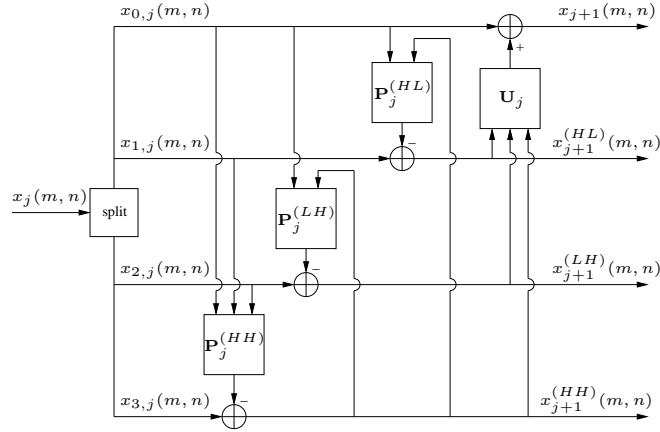 x_{0,j}(m, n) x_{j+1}(m, n)
+
P_j^{(HL)} U_j
−
x_{1,j}(m, n) x_{j+1}^{(HL)}(m, n)
x_j(m, n) split P_j^{(LH)}
−
x_{2,j}(m, n) x_{j+1}^{(LH)}(m, n)
P_j^{(HH)}
−
x_{3,j}(m, n) x_{j+1}^{(HH)}(m, n)